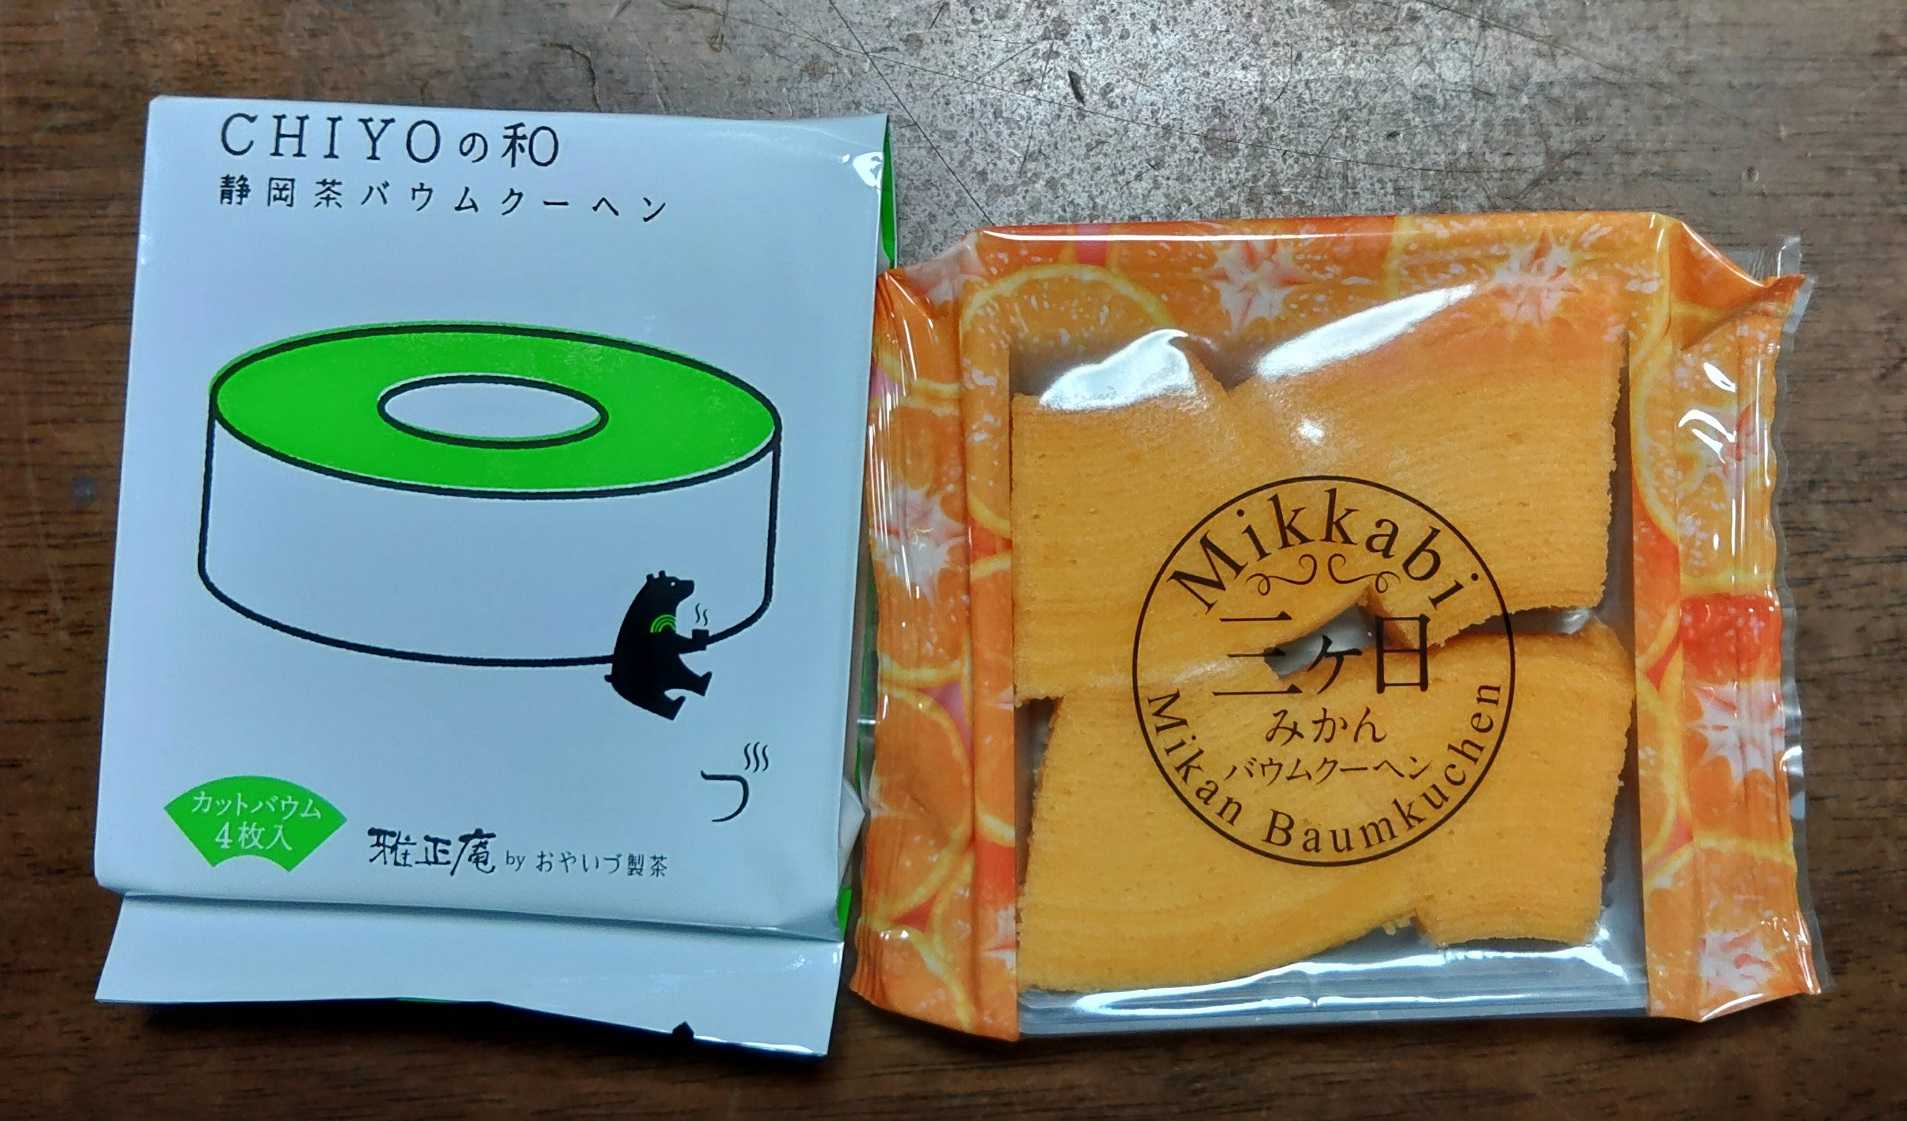 CHIYOの和
静岡茶バウムクーヘン
カットバウム
4枚入
雅正庵 by おやいづ製茶
づ
Mikkabi
三ヶ日
みかん
バウムクーヘン
Mikan Baumkuchen